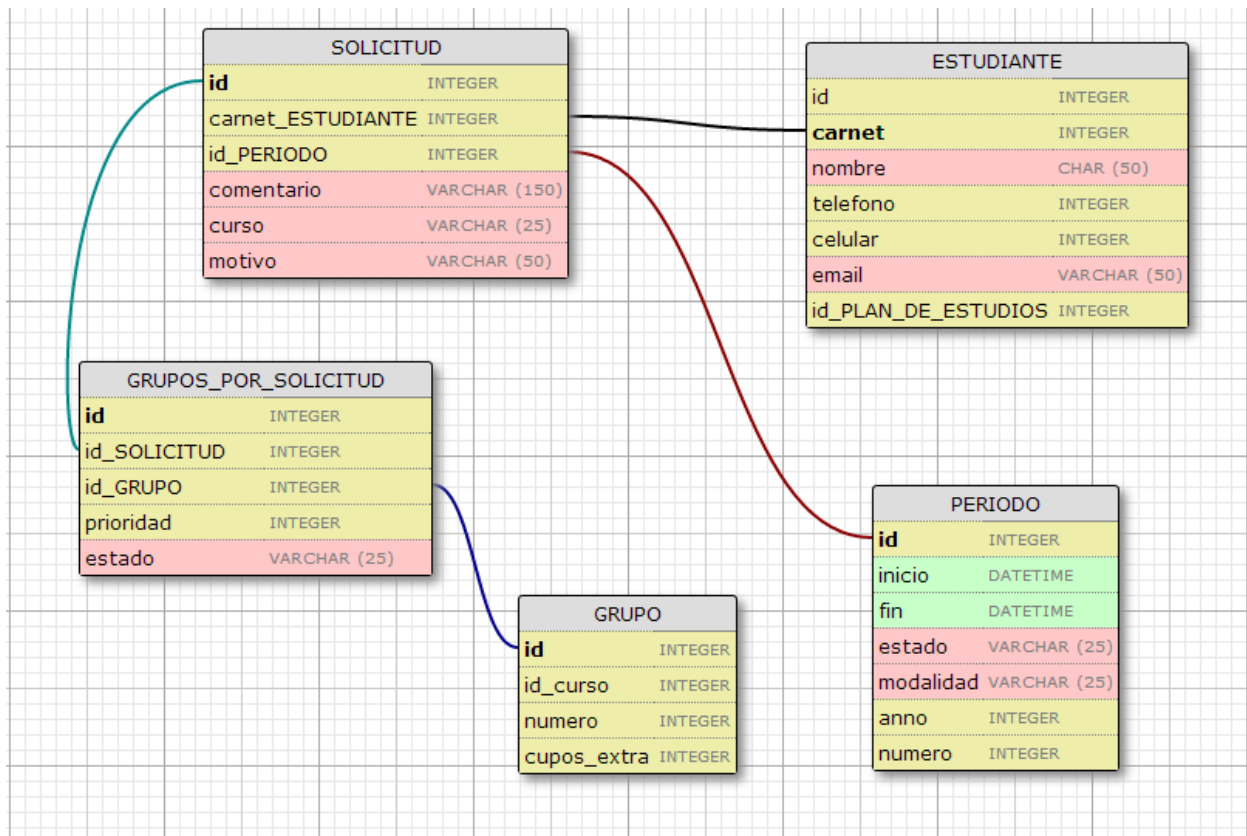 SOLICITUD
id INTEGER
carnet_ESTUDIANTE INTEGER
id_PERIODO INTEGER
comentario VARCHAR (150)
curso VARCHAR (25)
motivo VARCHAR (50)
ESTUDIANTE
id INTEGER
carnet INTEGER
nombre CHAR (50)
telefono INTEGER
celular INTEGER
email VARCHAR (50)
id_PLAN_DE_ESTUDIOS INTEGER
GRUPOS_POR_SOLICITUD
id INTEGER
id_SOLICITUD INTEGER
id_GRUPO INTEGER
prioridad INTEGER
estado VARCHAR (25)
GRUPO
id INTEGER
id_curso INTEGER
numero INTEGER
cupos_extra INTEGER
PERIODO
id INTEGER
inicio DATETIME
fin DATETIME
estado VARCHAR (25)
modalidad VARCHAR (25)
anno INTEGER
numero INTEGER